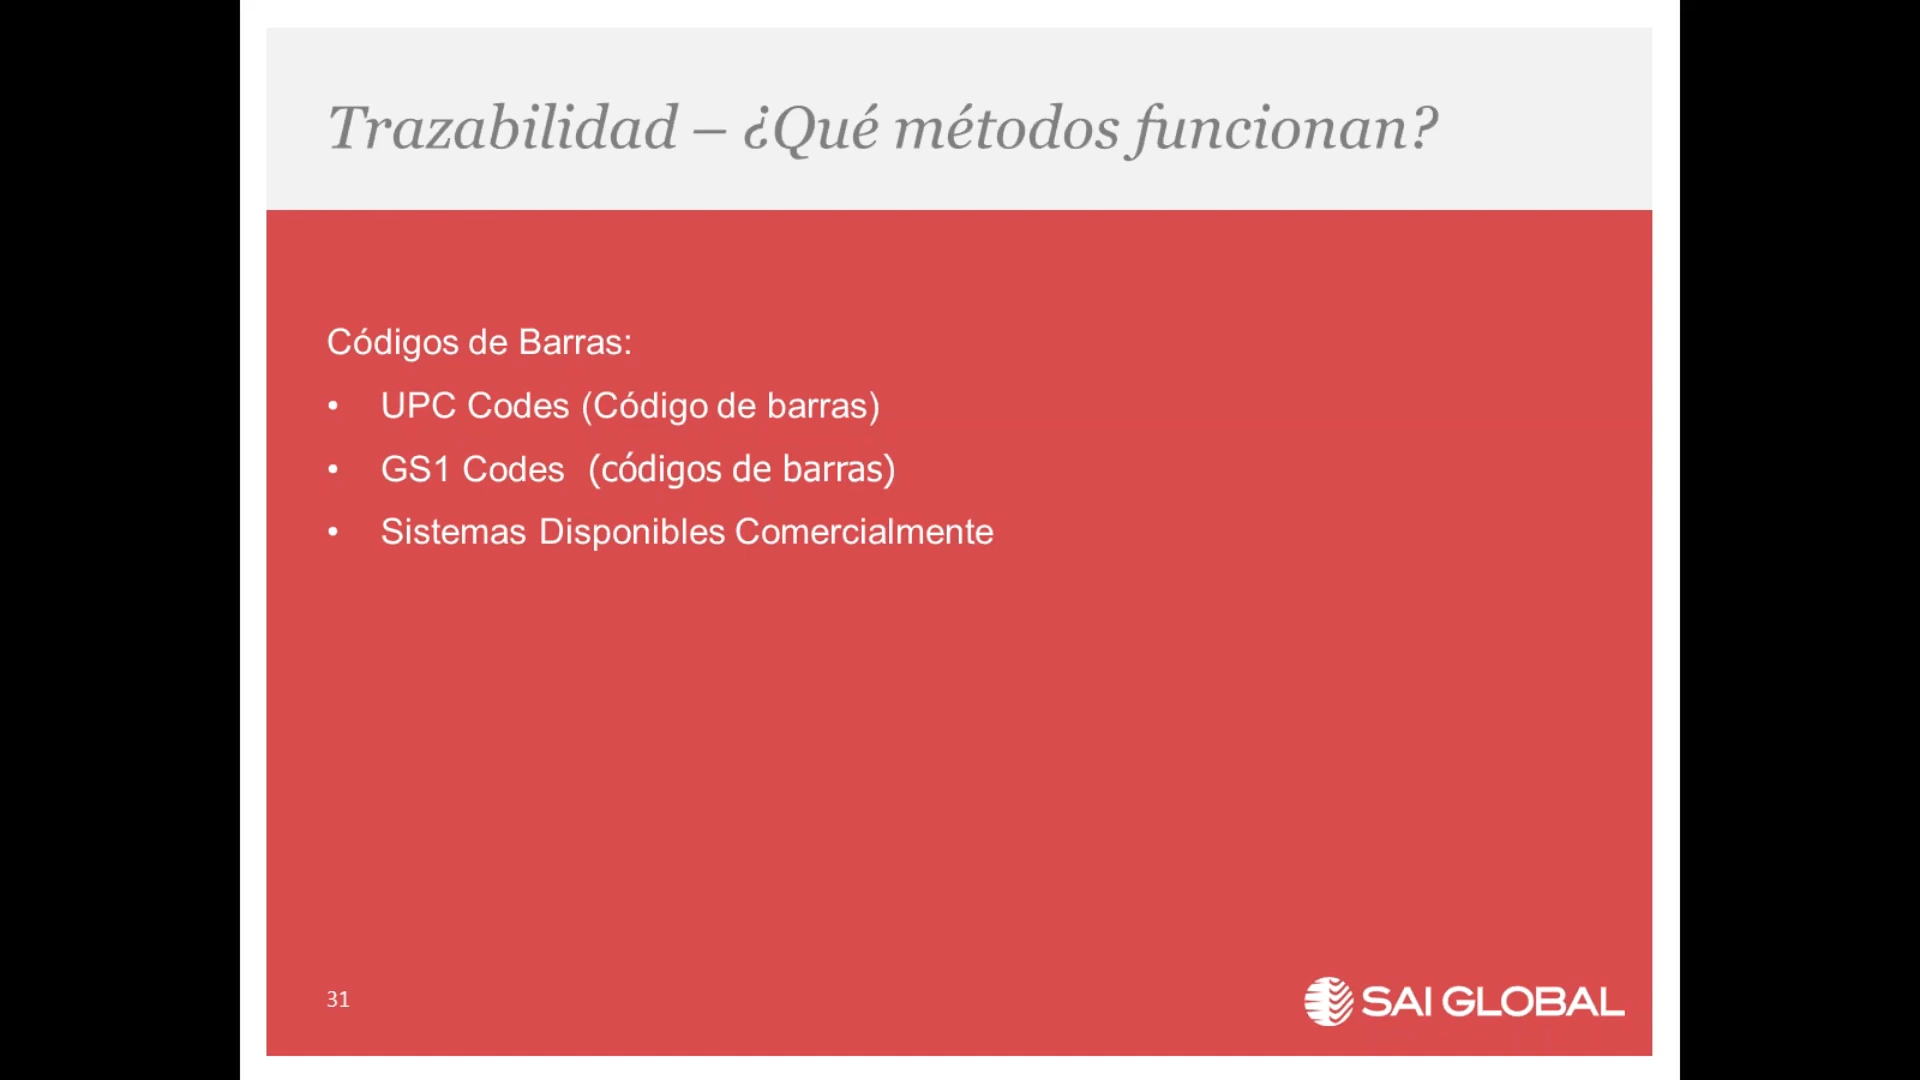 Trazabilidad – ¿Qué métodos funcionan?
Códigos de Barras:
• UPC Codes (Código de barras)
• GS1 Codes  (códigos de barras)
• Sistemas Disponibles Comercialmente
31
SAI GLOBAL